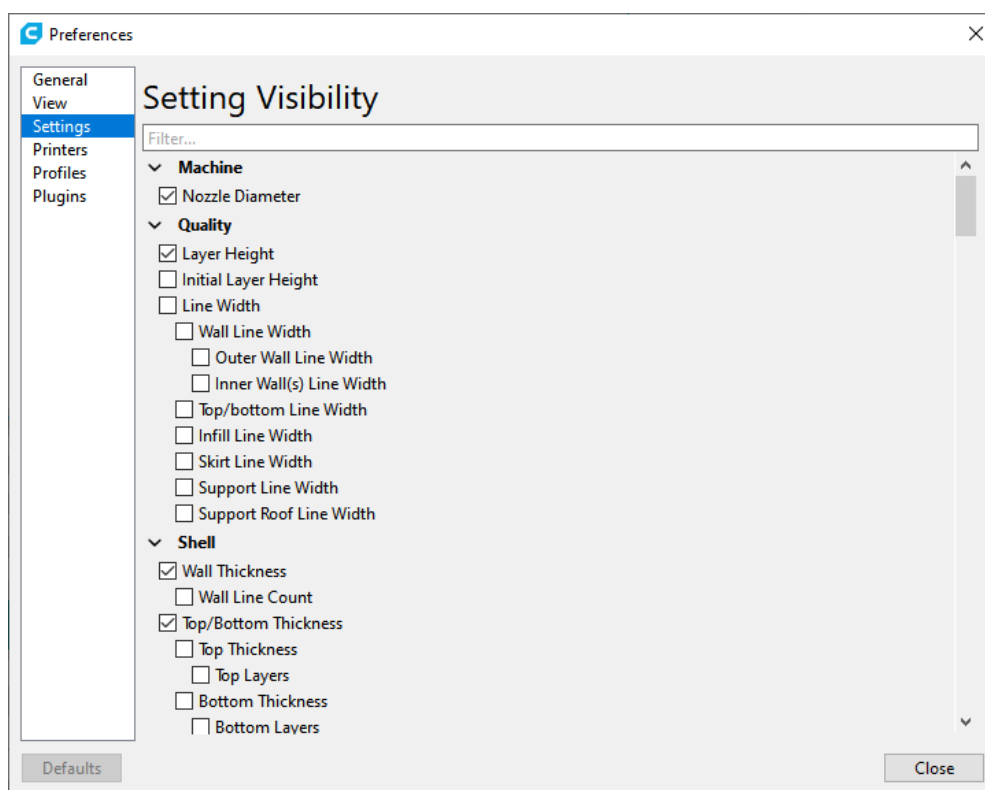 Preferences
General
View
Settings
Printers
Profiles
Plugins
Setting Visibility
Filter...
Machine
Nozzle Diameter
Quality
Layer Height
Initial Layer Height
Line Width
Wall Line Width
Outer Wall Line Width
Inner Wall(s) Line Width
Top/bottom Line Width
Infill Line Width
Skirt Line Width
Support Line Width
Support Roof Line Width
Shell
Wall Thickness
Wall Line Count
Top/Bottom Thickness
Top Thickness
Top Layers
Bottom Thickness
Bottom Layers
Defaults
Close